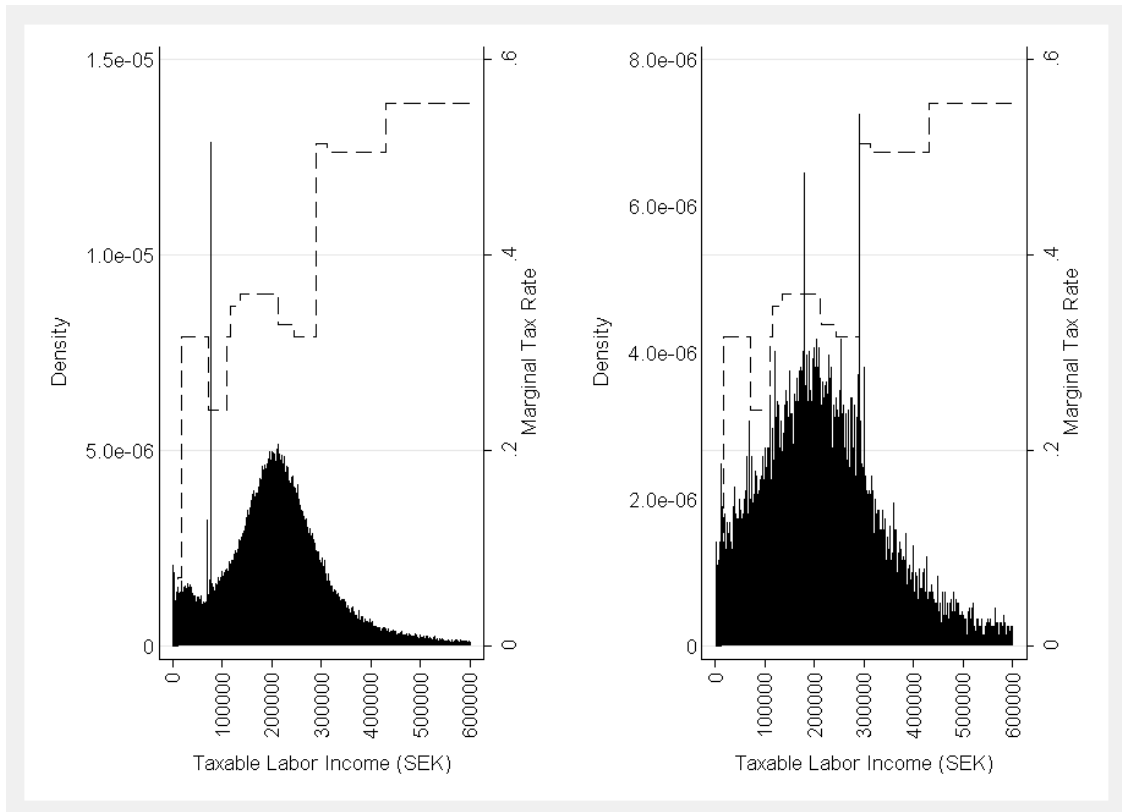 1.5e-05
1.0e-05
5.0e-06
0
Density
.6
.4
.2
0
Marginal Tax Rate
0
100000
200000
300000
400000
500000
600000
Taxable Labor Income (SEK)
8.0e-06
6.0e-06
4.0e-06
2.0e-06
0
Density
.6
.4
.2
0
Marginal Tax Rate
0
100000
200000
300000
400000
500000
600000
Taxable Labor Income (SEK)